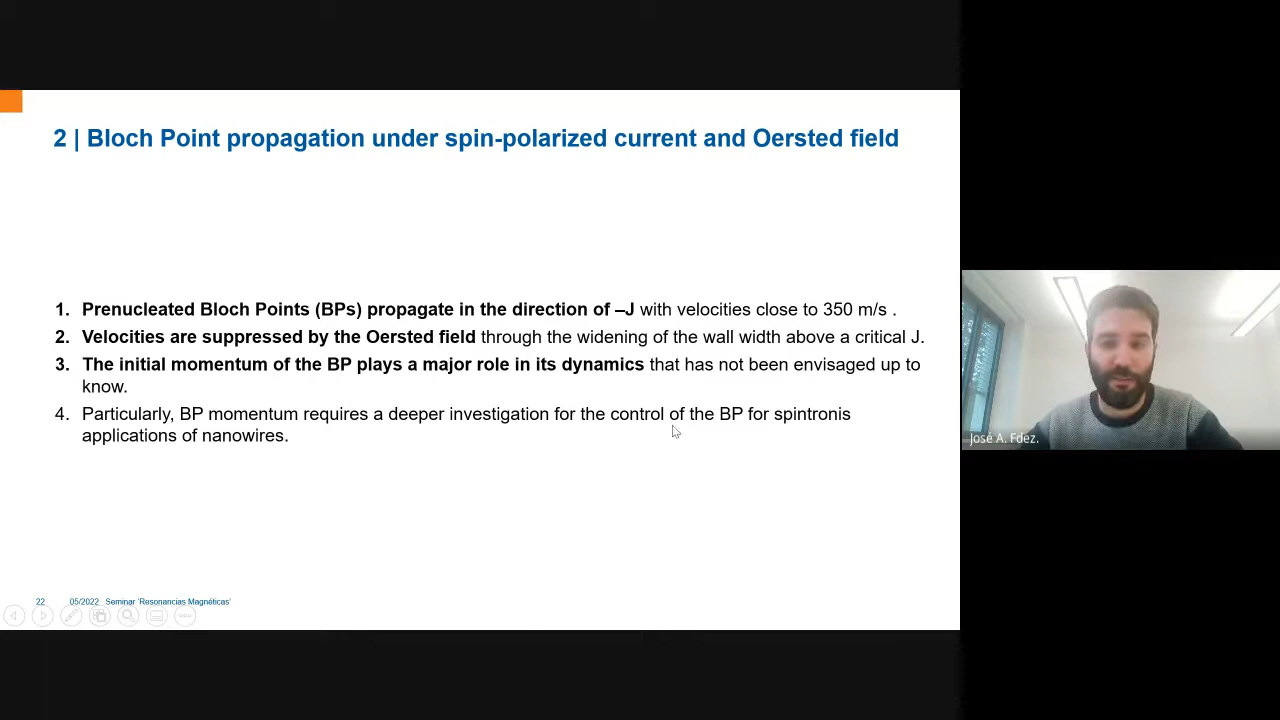 2 | Bloch Point propagation under spin-polarized current and Oersted field
1. Prenucleated Bloch Points (BPs) propagate in the direction of –J with velocities close to 350 m/s .
2. Velocities are suppressed by the Oersted field through the widening of the wall width above a critical J.
3. The initial momentum of the BP plays a major role in its dynamics that has not been envisaged up to
know.
4. Particularly, BP momentum requires a deeper investigation for the control of the BP for spintronis
applications of nanowires.
José A. Fdez.
22 05/2022 Seminar 'Resonancias Magnéticas'